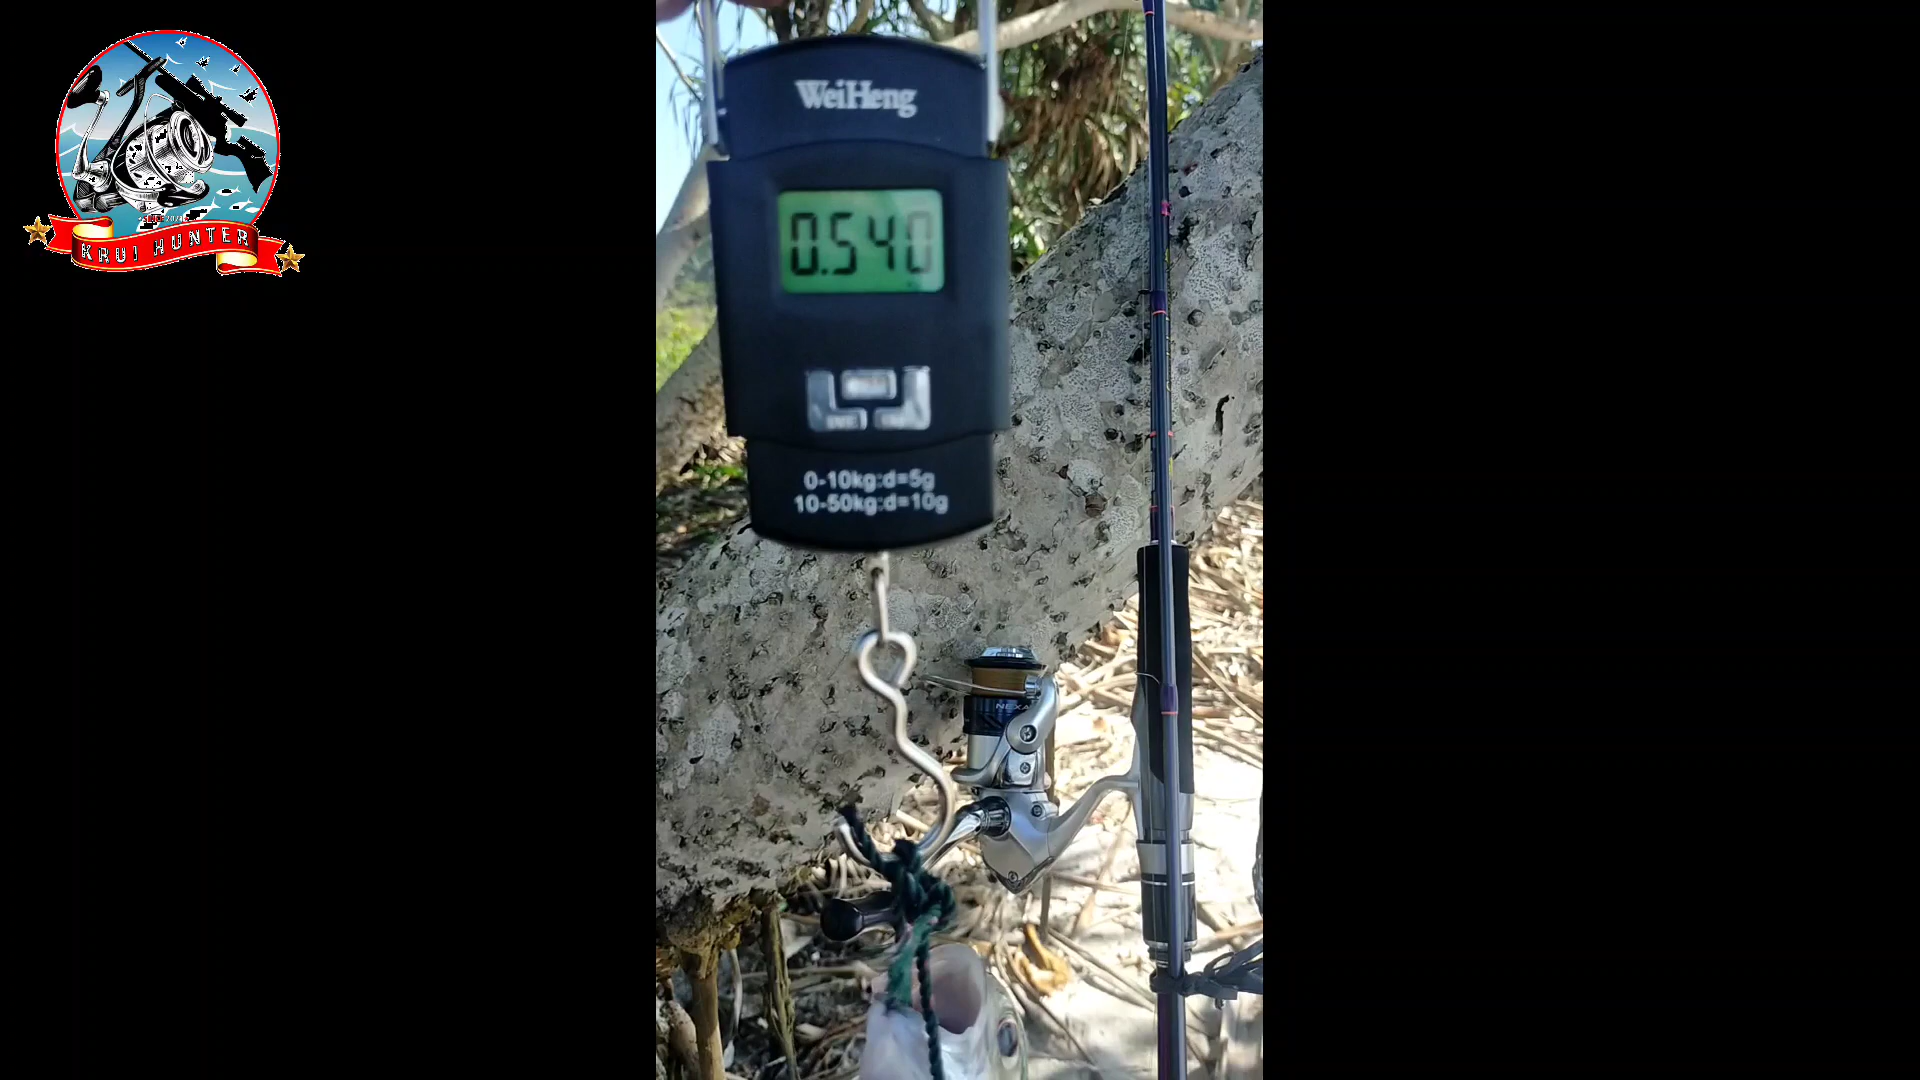 KRUI HUNTER
WeiHeng
0.540
0-10kg:d=5g
10-50kg:d=10g
NEXA